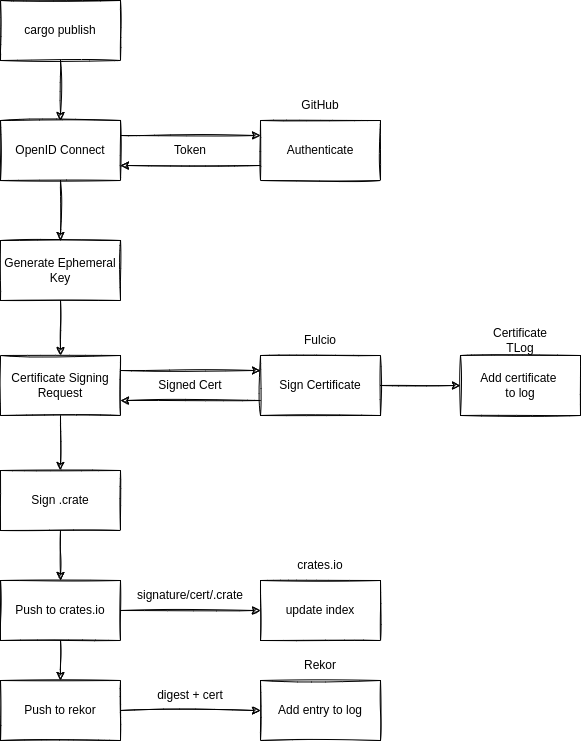 cargo publish
GitHub
OpenID Connect
Token
Authenticate
Generate Ephemeral
Key
Fulcio
Certificate
TLog
Certificate Signing
Request
Signed Cert
Sign Certificate
Add certificate
to log
Sign .crate
crates.io
Push to crates.io
signature/cert/.crate
update index
Rekor
Push to rekor
digest + cert
Add entry to log